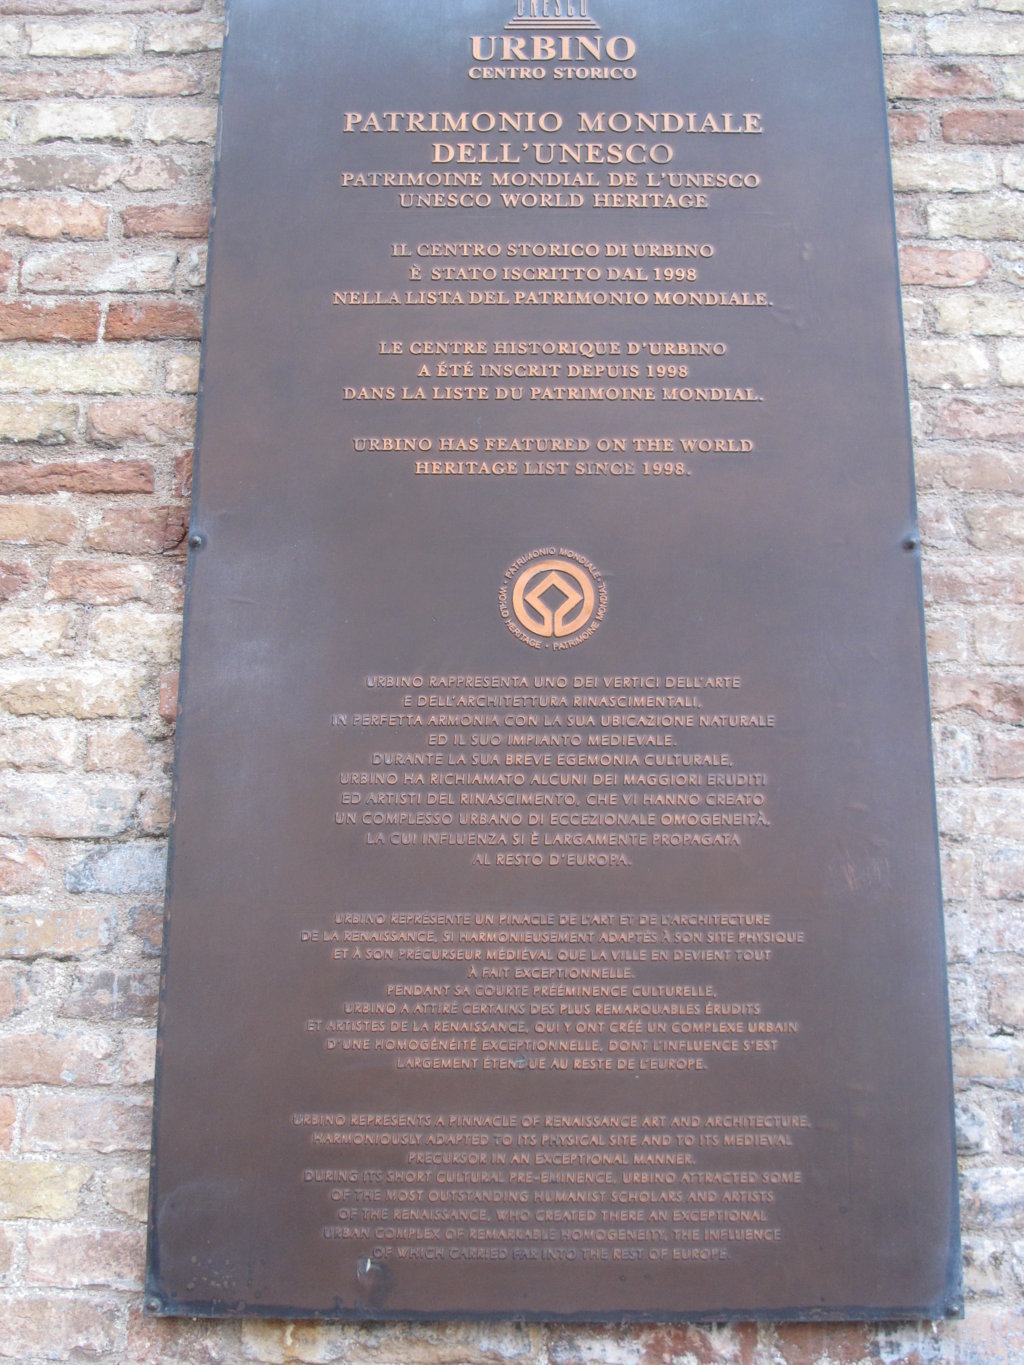 UNESCO
URBINO
CENTRO STORICO
PATRIMONIO MONDIALE
DELL'UNESCO
PATRIMOINE MONDIAL DE L'UNESCO
UNESCO WORLD HERITAGE
IL CENTRO STORICO DI URBINO
È STATO ISCRITTO DAL 1998
NELLA LISTA DEL PATRIMONIO MONDIALE.
LE CENTRE HISTORIQUE D'URBINO
A ÉTÉ INSCRIT DEPUIS 1998
DANS LA LISTE DU PATRIMOINE MONDIAL.
URBINO HAS FEATURED ON THE WORLD
HERITAGE LIST SINCE 1998.
PATRIMONIO MONDIALE • WORLD HERITAGE • PATRIMOINE MONDIAL
URBINO RAPPRESENTA UNO DEI VERTICI DELL'ARTE
E DELL'ARCHITETTURA RINASCIMENTALI,
IN PERFETTA ARMONIA CON LA SUA UBICAZIONE NATURALE
ED IL SUO IMPIANTO MEDIEVALE.
DURANTE LA SUA BREVE EGEMONIA CULTURALE,
URBINO HA RICHIAMATO ALCUNI DEI MAGGIORI ERUDITI
ED ARTISTI DEL RINASCIMENTO, CHE VI HANNO CREATO
UN COMPLESSO URBANO DI ECCEZIONALE OMOGENEITÀ,
LA CUI INFLUENZA SI È LARGAMENTE PROPAGATA
AL RESTO D'EUROPA.
URBINO REPRÉSENTE UN PINACLE DE L'ART ET DE L'ARCHITECTURE
DE LA RENAISSANCE, SI HARMONIEUSEMENT ADAPTÉS À SON SITE PHYSIQUE
ET À SON PRÉCURSEUR MÉDIÉVAL QUE LA VILLE EN DEVIENT TOUT
À FAIT EXCEPTIONNELLE.
PENDANT SA COURTE PRÉÉMINENCE CULTURELLE,
URBINO A ATTIRÉ CERTAINS DES PLUS REMARQUABLES ÉRUDITS
ET ARTISTES DE LA RENAISSANCE, QUI Y ONT CRÉÉ UN COMPLEXE URBAIN
D'UNE HOMOGÉNÉITÉ EXCEPTIONNELLE, DONT L'INFLUENCE S'EST
LARGEMENT ÉTENDUE AU RESTE DE L'EUROPE.
URBINO REPRESENTS A PINNACLE OF RENAISSANCE ART AND ARCHITECTURE,
HARMONIOUSLY ADAPTED TO ITS PHYSICAL SITE AND TO ITS MEDIEVAL
PRECURSOR IN AN EXCEPTIONAL MANNER.
DURING ITS SHORT CULTURAL PRE-EMINENCE, URBINO ATTRACTED SOME
OF THE MOST OUTSTANDING HUMANIST SCHOLARS AND ARTISTS
OF THE RENAISSANCE, WHO CREATED THERE AN EXCEPTIONAL
URBAN COMPLEX OF REMARKABLE HOMOGENEITY, THE INFLUENCE
OF WHICH CARRIED FAR INTO THE REST OF EUROPE.